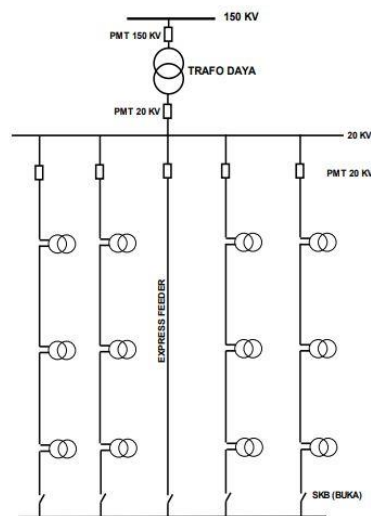 150 KV
PMT 150 KV
TRAFO DAYA
PMT 20 KV
20 KV
PMT 20 KV
EXPRESS FEEDER
SKB (BUKA)